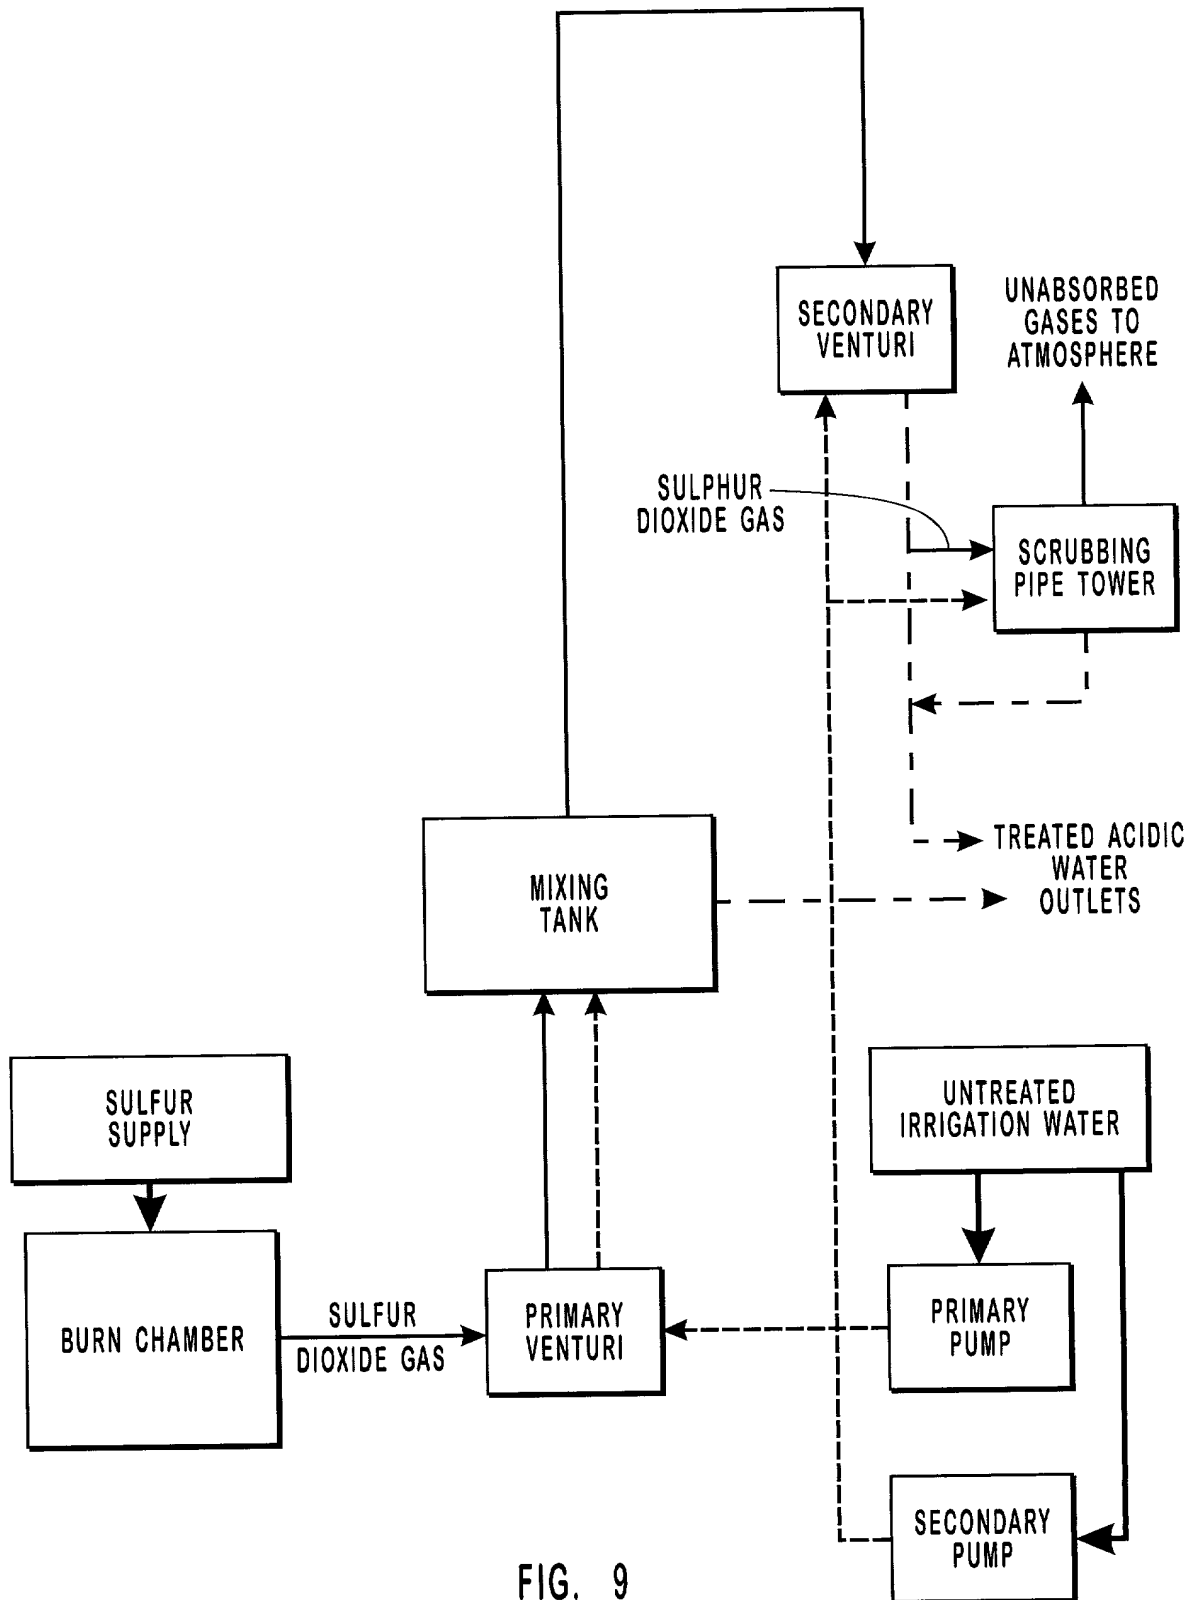 SECONDARY
VENTURI
UNABSORBED
GASES TO
ATMOSPHERE
SULPHUR
DIOXIDE GAS
SCRUBBING
PIPE TOWER
TREATED ACIDIC
WATER
OUTLETS
MIXING
TANK
SULFUR
SUPPLY
UNTREATED
IRRIGATION WATER
BURN CHAMBER
SULFUR
DIOXIDE GAS
PRIMARY
VENTURI
PRIMARY
PUMP
SECONDARY
PUMP
FIG. 9